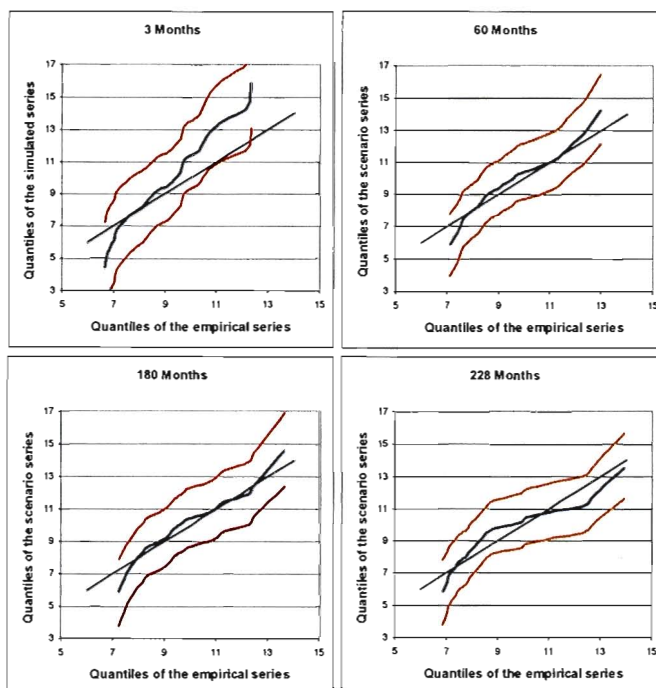 3 Months
Quantiles of the simulated series
17
15
13
11
9
7
5
3
5 7 9 11 13 15
Quantiles of the empirical series
60 Months
Quantiles of the scenario series
17
15
13
11
9
7
5
3
5 7 9 11 13 15
Quantiles of the empirical series
180 Months
Quantiles of the scenario series
17
15
13
11
9
7
5
3
5 7 9 11 13 15
Quantiles of the empirical series
228 Months
Quantiles of the scenario series
17
15
13
11
9
7
5
3
5 7 9 11 13 15
Quantiles of the empirical series